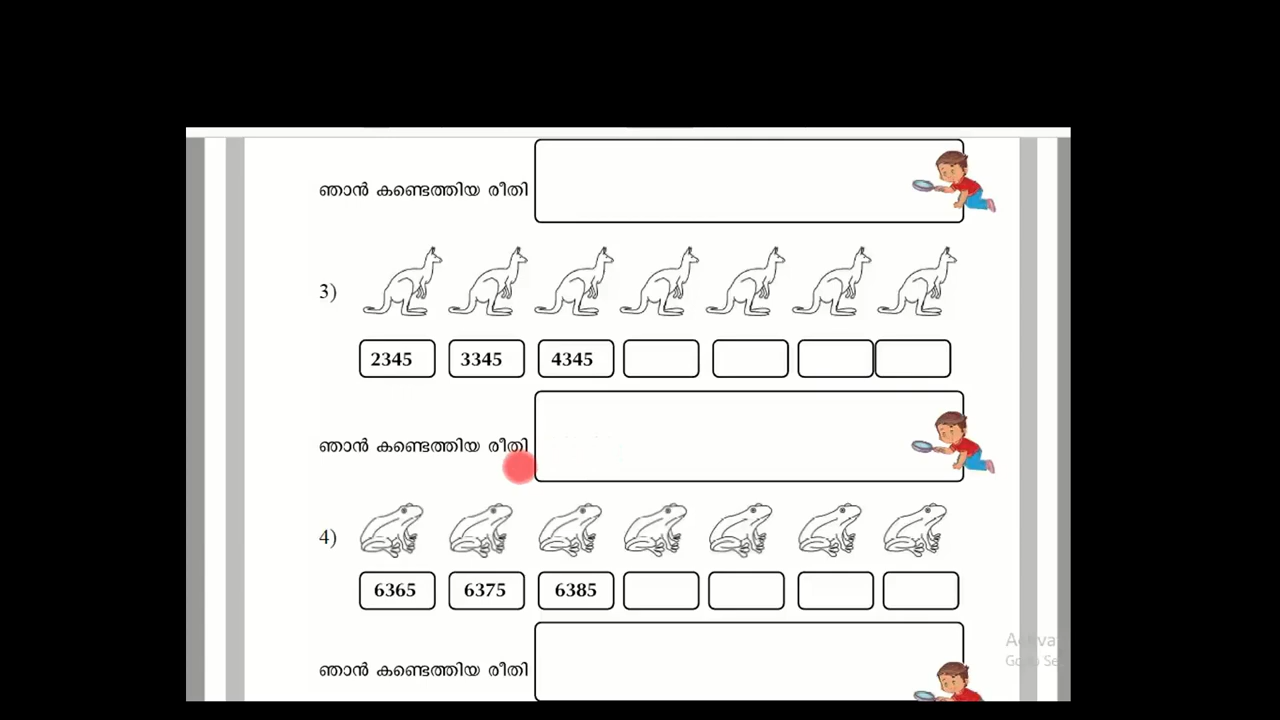 ഞാൻ കണ്ടെത്തിയ രീതി
3)
2345 3345 4345
ഞാൻ കണ്ടെത്തിയ രീതി
4)
6365 6375 6385
ഞാൻ കണ്ടെത്തിയ രീതി